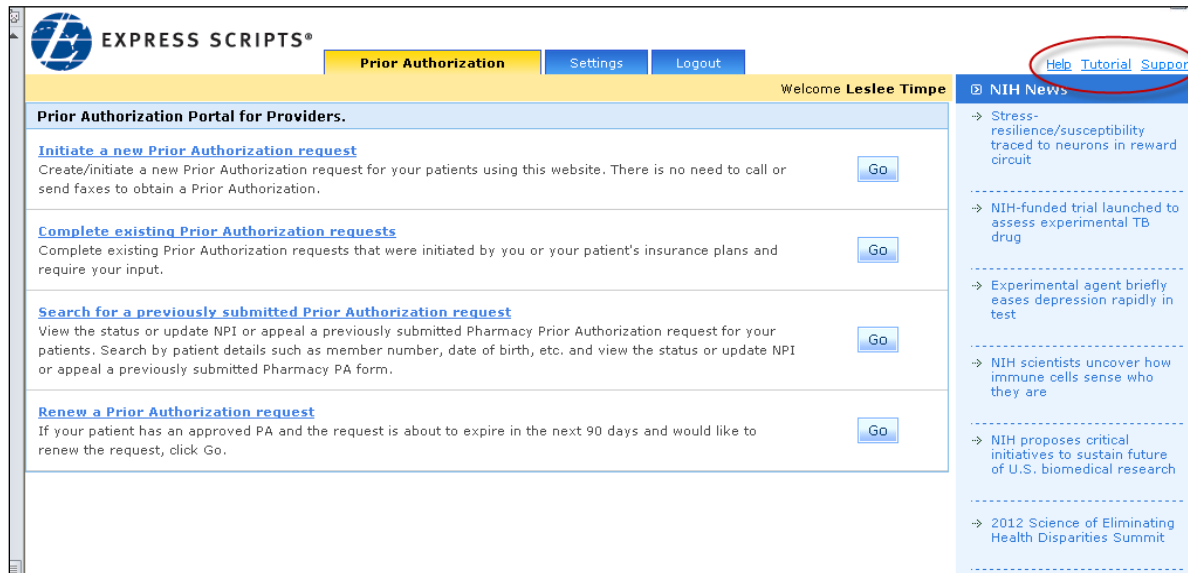 EXPRESS SCRIPTS®
Prior Authorization
Settings
Logout
Help Tutorial Suppor
Welcome Leslee Timpe
Prior Authorization Portal for Providers.
Initiate a new Prior Authorization request
Create/initiate a new Prior Authorization request for your patients using this website. There is no need to call or
send faxes to obtain a Prior Authorization.
Go
Complete existing Prior Authorization requests
Complete existing Prior Authorization requests that were initiated by you or your patient's insurance plans and
require your input.
Go
Search for a previously submitted Prior Authorization request
View the status or update NPI or appeal a previously submitted Pharmacy Prior Authorization request for your
patients. Search by patient details such as member number, date of birth, etc. and view the status or update NPI
or appeal a previously submitted Pharmacy PA form.
Go
Renew a Prior Authorization request
If your patient has an approved PA and the request is about to expire in the next 90 days and would like to
renew the request, click Go.
Go
NIH News
Stress-
resilience/susceptibility
traced to neurons in reward
circuit
NIH-funded trial launched to
assess experimental TB
drug
Experimental agent briefly
eases depression rapidly in
test
NIH scientists uncover how
immune cells sense who
they are
NIH proposes critical
initiatives to sustain future
of U.S. biomedical research
2012 Science of Eliminating
Health Disparities Summit